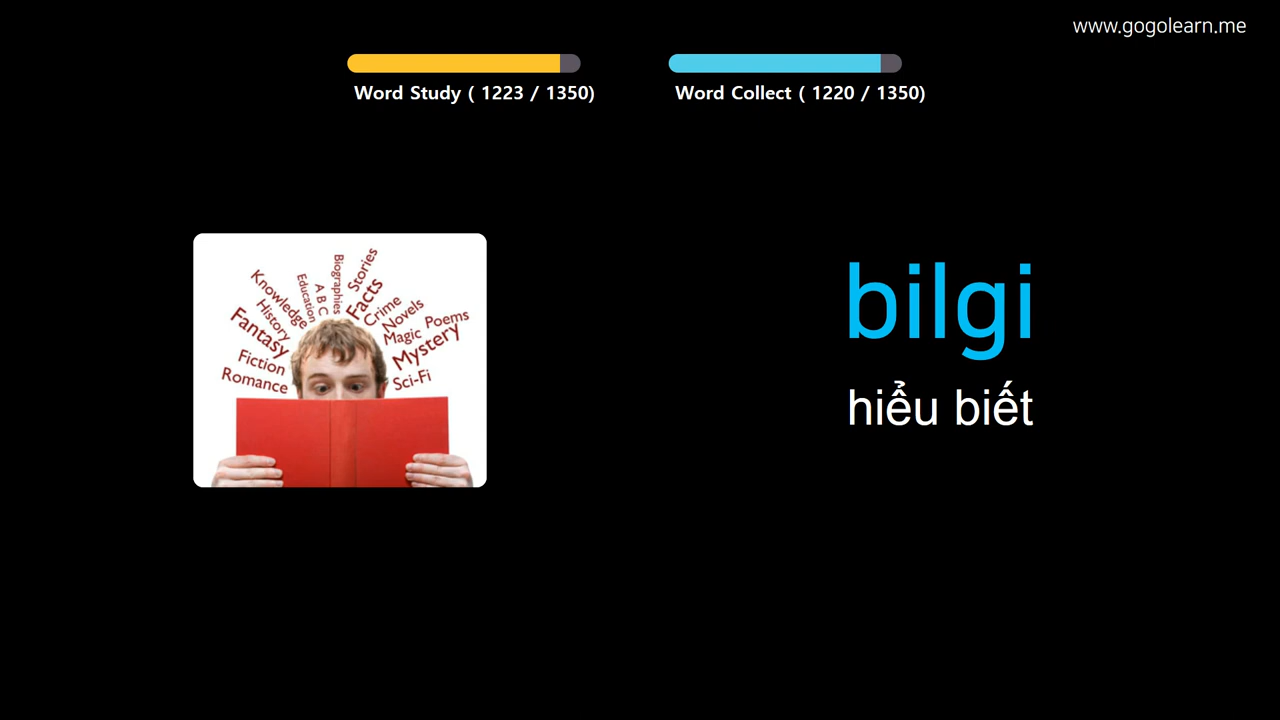 www.gogolearn.me
Word Study ( 1223 / 1350)
Word Collect ( 1220 / 1350)
Stories
Biographies
Facts
A B C
Education
Knowledge
Crime
History
Novels
Fantasy
Magic
Poems
Mystery
Fiction
Romance
Sci-Fi
bilgi
hiểu biết